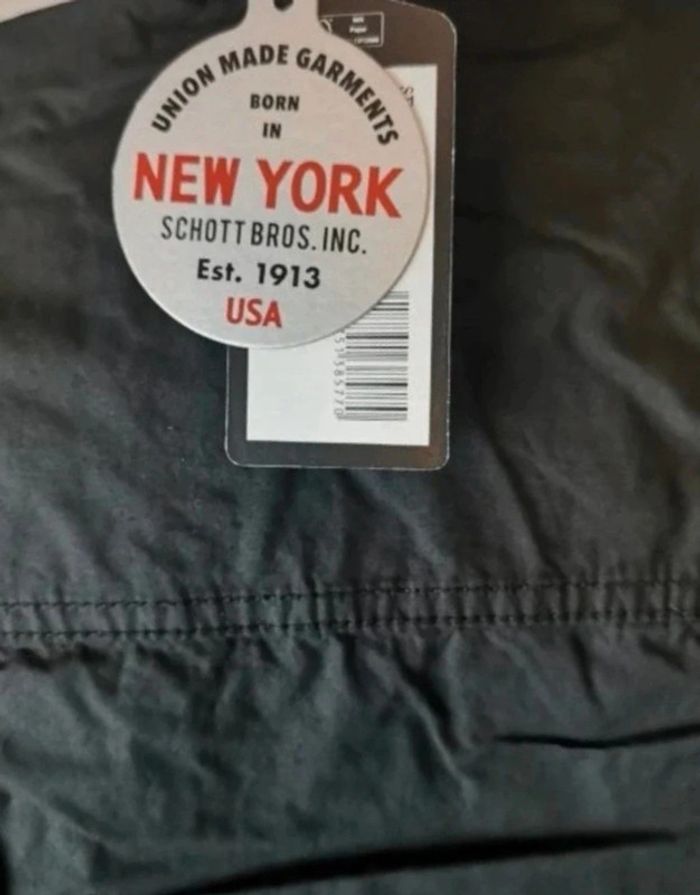 UNION MADE GARMENTS
BORN
IN
NEW YORK
SCHOTT BROS. INC.
Est. 1913
USA